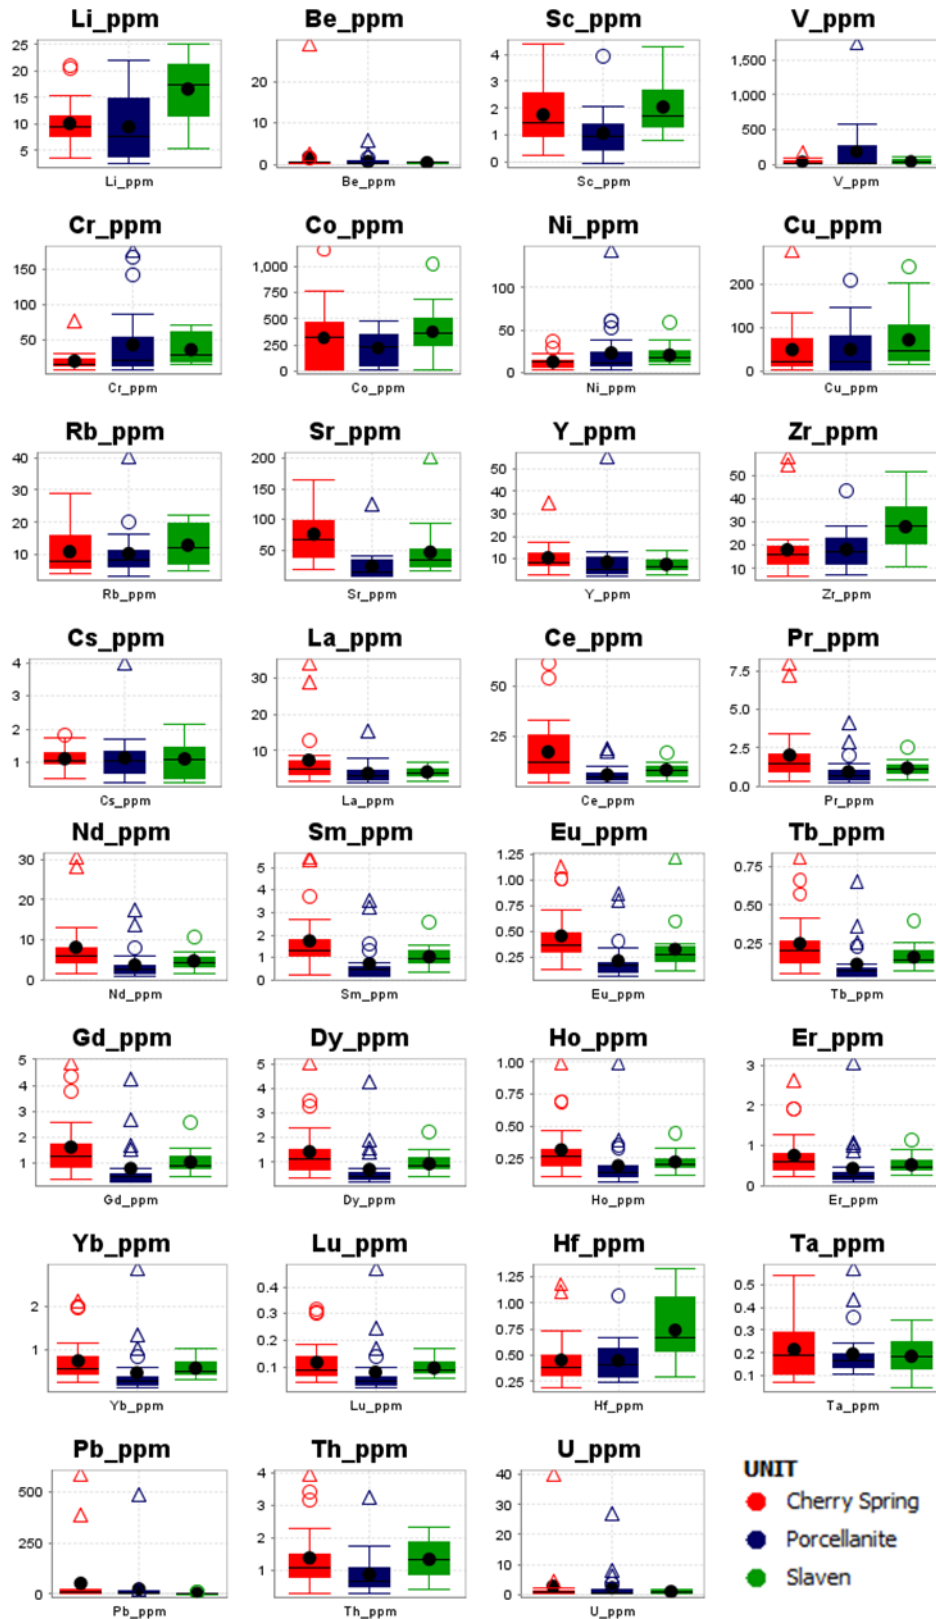 Li_ppm Be_ppm Sc_ppm V_ppm
25 20 15 10 5
20 10 0
4 3 2 1 0
1,500 1,000 500 0
Li_ppm Be_ppm Sc_ppm V_ppm
Cr_ppm Co_ppm Ni_ppm Cu_ppm
150 100 50
1,000 750 500 250 0
100 50 0
200 100 0
Cr_ppm Co_ppm Ni_ppm Cu_ppm
Rb_ppm Sr_ppm Y_ppm Zr_ppm
40 30 20 10
200 150 100 50
50 40 30 20 10 0
50 40 30 20 10
Rb_ppm Sr_ppm Y_ppm Zr_ppm
Cs_ppm La_ppm Ce_ppm Pr_ppm
4 3 2 1
30 20 10
50 25
7.5 5.0 2.5 0.0
Cs_ppm La_ppm Ce_ppm Pr_ppm
Nd_ppm Sm_ppm Eu_ppm Tb_ppm
30 20 10 0
5 4 3 2 1 0
1.25 1.00 0.75 0.50 0.25
0.75 0.50 0.25
Nd_ppm Sm_ppm Eu_ppm Tb_ppm
Gd_ppm Dy_ppm Ho_ppm Er_ppm
5 4 3 2 1
5 4 3 2 1
1.00 0.75 0.50 0.25
3 2 1 0
Gd_ppm Dy_ppm Ho_ppm Er_ppm
Yb_ppm Lu_ppm Hf_ppm Ta_ppm
2 1
0.4 0.3 0.2 0.1
1.25 1.00 0.75 0.50 0.25
0.5 0.4 0.3 0.2 0.1
Yb_ppm Lu_ppm Hf_ppm Ta_ppm
Pb_ppm Th_ppm U_ppm
500 250 0
4 3 2 1
40 30 20 10 0
Pb_ppm Th_ppm U_ppm
UNIT
Cherry Spring
Porcellanite
Slaven